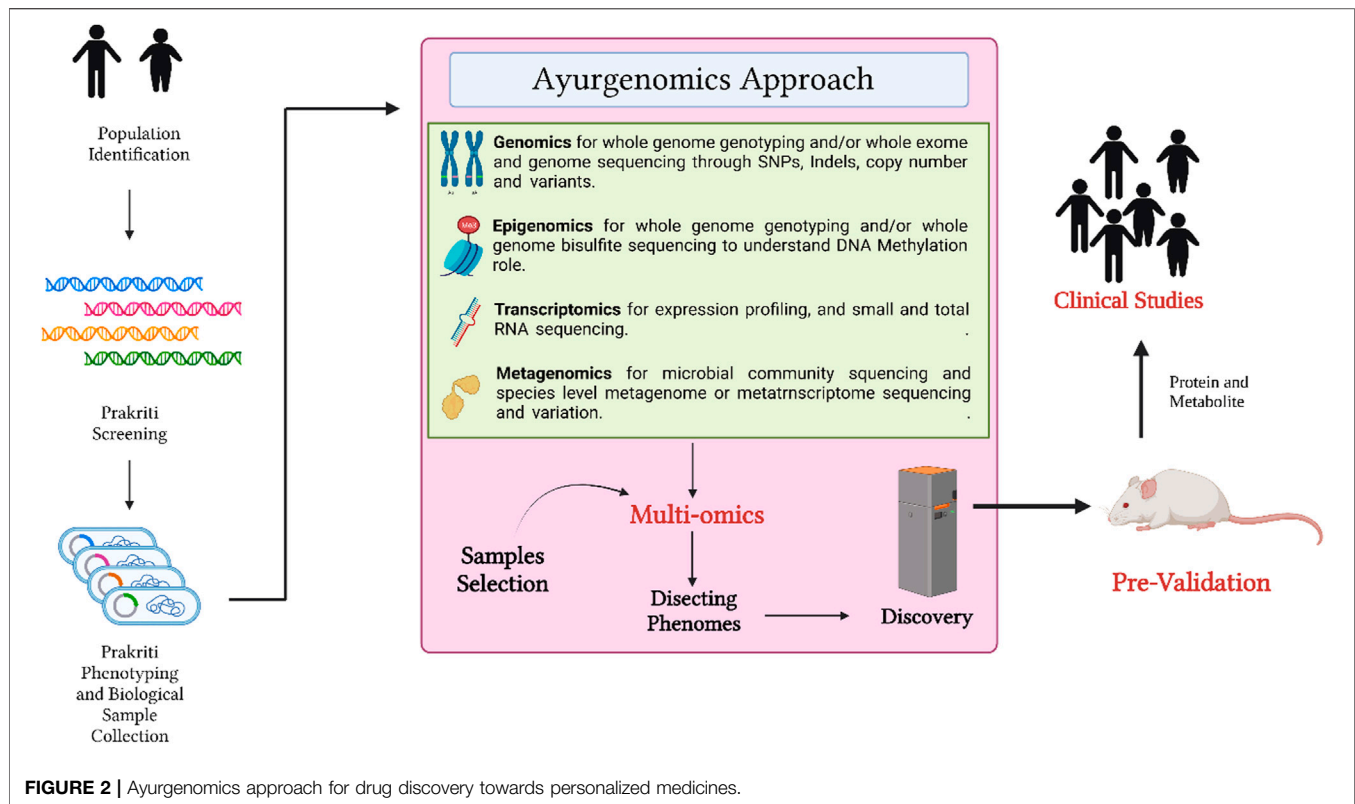 Population
Identification
Prakriti
Screening
Prakriti
Phenotyping
and Biological
Sample
Collection
Ayurgenomics Approach
Genomics for whole genome genotyping and/or whole exome
and genome sequencing through SNPs, Indels, copy number
and variants.
Epigenomics for whole genome genotyping and/or whole
genome bisulfite sequencing to understand DNA Methylation
role.
Transcriptomics for expression profiling, and small and total
RNA sequencing. .
Metagenomics for microbial community squencing and
species level metagenome or metatrnscriptome sequencing
and variation. .
Samples
Selection
Multi-omics
Disecting
Phenomes
Discovery
Pre-Validation
Protein and
Metabolite
Clinical Studies
FIGURE 2 | Ayurgenomics approach for drug discovery towards personalized medicines.